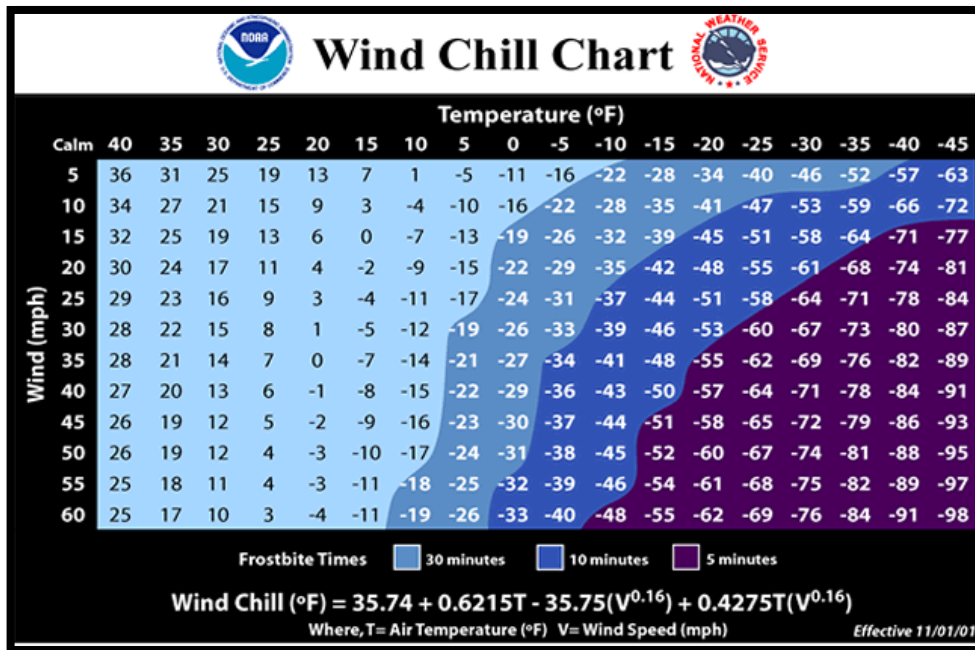 NOAA
Wind Chill Chart
NATIONAL WEATHER SERVICE
Temperature (ºF)
Calm 40 35 30 25 20 15 10 5 0 -5 -10 -15 -20 -25 -30 -35 -40 -45
5 36 31 25 19 13 7 1 -5 -11 -16 -22 -28 -34 -40 -46 -52 -57 -63
10 34 27 21 15 9 3 -4 -10 -16 -22 -28 -35 -41 -47 -53 -59 -66 -72
15 32 25 19 13 6 0 -7 -13 -19 -26 -32 -39 -45 -51 -58 -64 -71 -77
20 30 24 17 11 4 -2 -9 -15 -22 -29 -35 -42 -48 -55 -61 -68 -74 -81
25 29 23 16 9 3 -4 -11 -17 -24 -31 -37 -44 -51 -58 -64 -71 -78 -84
30 28 22 15 8 1 -5 -12 -19 -26 -33 -39 -46 -53 -60 -67 -73 -80 -87
35 28 21 14 7 0 -7 -14 -21 -27 -34 -41 -48 -55 -62 -69 -76 -82 -89
40 27 20 13 6 -1 -8 -15 -22 -29 -36 -43 -50 -57 -64 -71 -78 -84 -91
45 26 19 12 5 -2 -9 -16 -23 -30 -37 -44 -51 -58 -65 -72 -79 -86 -93
50 26 19 12 4 -3 -10 -17 -24 -31 -38 -45 -52 -60 -67 -74 -81 -88 -95
55 25 18 11 4 -3 -11 -18 -25 -32 -39 -46 -54 -61 -68 -75 -82 -89 -97
60 25 17 10 3 -4 -11 -19 -26 -33 -40 -48 -55 -62 -69 -76 -84 -91 -98
Wind (mph)
Frostbite Times 30 minutes 10 minutes 5 minutes
Wind Chill (ºF) = 35.74 + 0.6215T - 35.75(V^0.16) + 0.4275T(V^0.16)
Where, T= Air Temperature (ºF) V= Wind Speed (mph) Effective 11/01/01